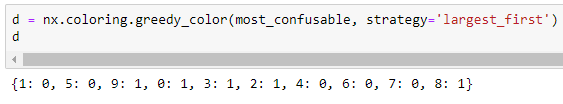 d = nx.coloring.greedy_color(most_confusable, strategy='largest_first')
d
{1: 0, 5: 0, 9: 1, 0: 1, 3: 1, 2: 1, 4: 0, 6: 0, 7: 0, 8: 1}